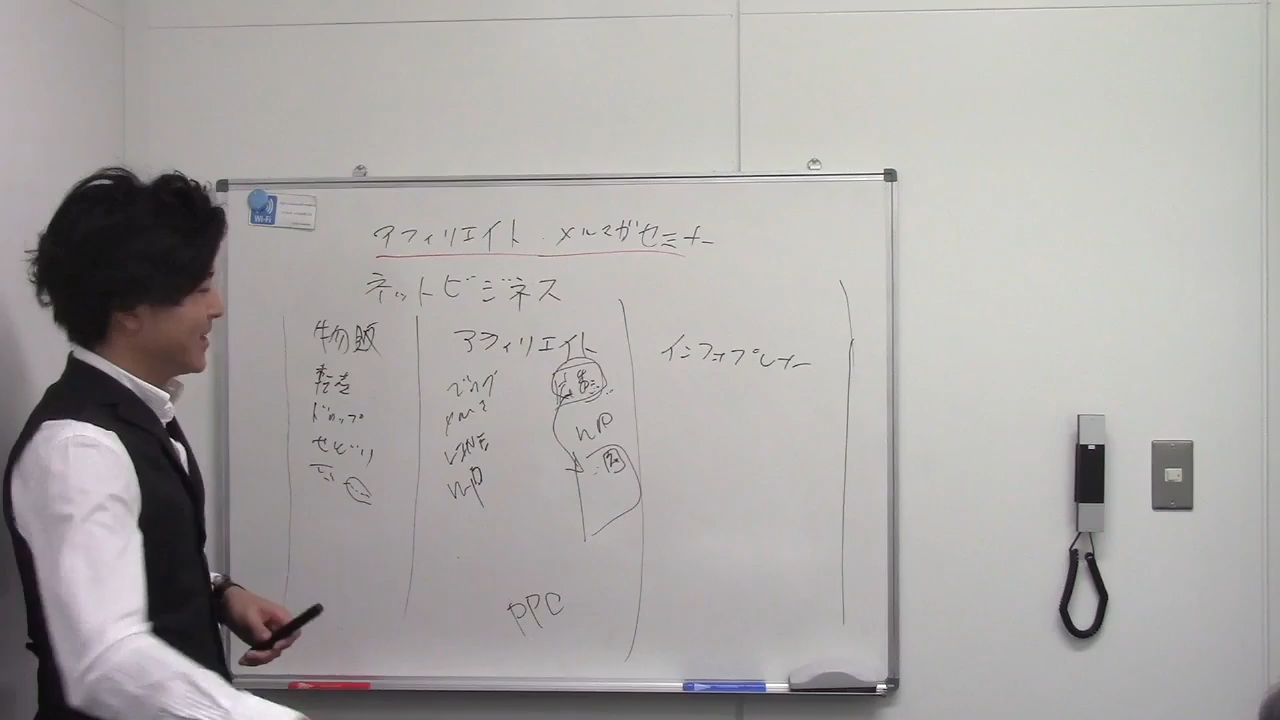 Wi-Fi
アフィリエイト メルマガセミナー
ネットビジネス
物販
転売
ドロップ
せどり
アフィリエイト
ブログ
メルマ
LINE
HP
HP
PPC
インフォプレナー